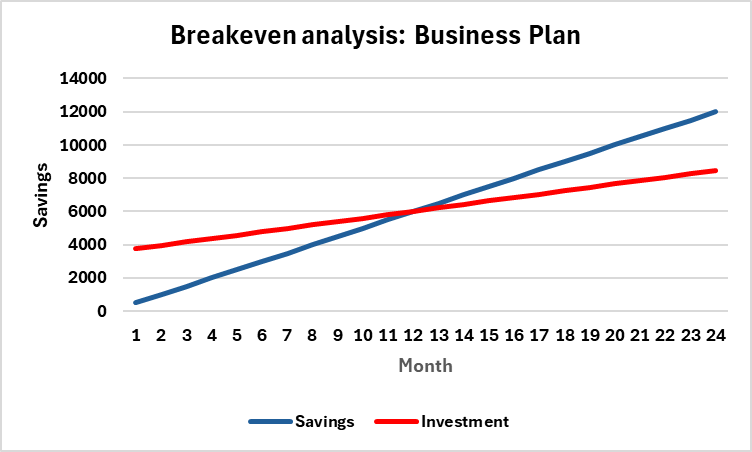 Breakeven analysis: Business Plan
14000
12000
10000
8000
6000
4000
2000
0
Savings
1 2 3 4 5 6 7 8 9 10 11 12 13 14 15 16 17 18 19 20 21 22 23 24
Month
Savings Investment